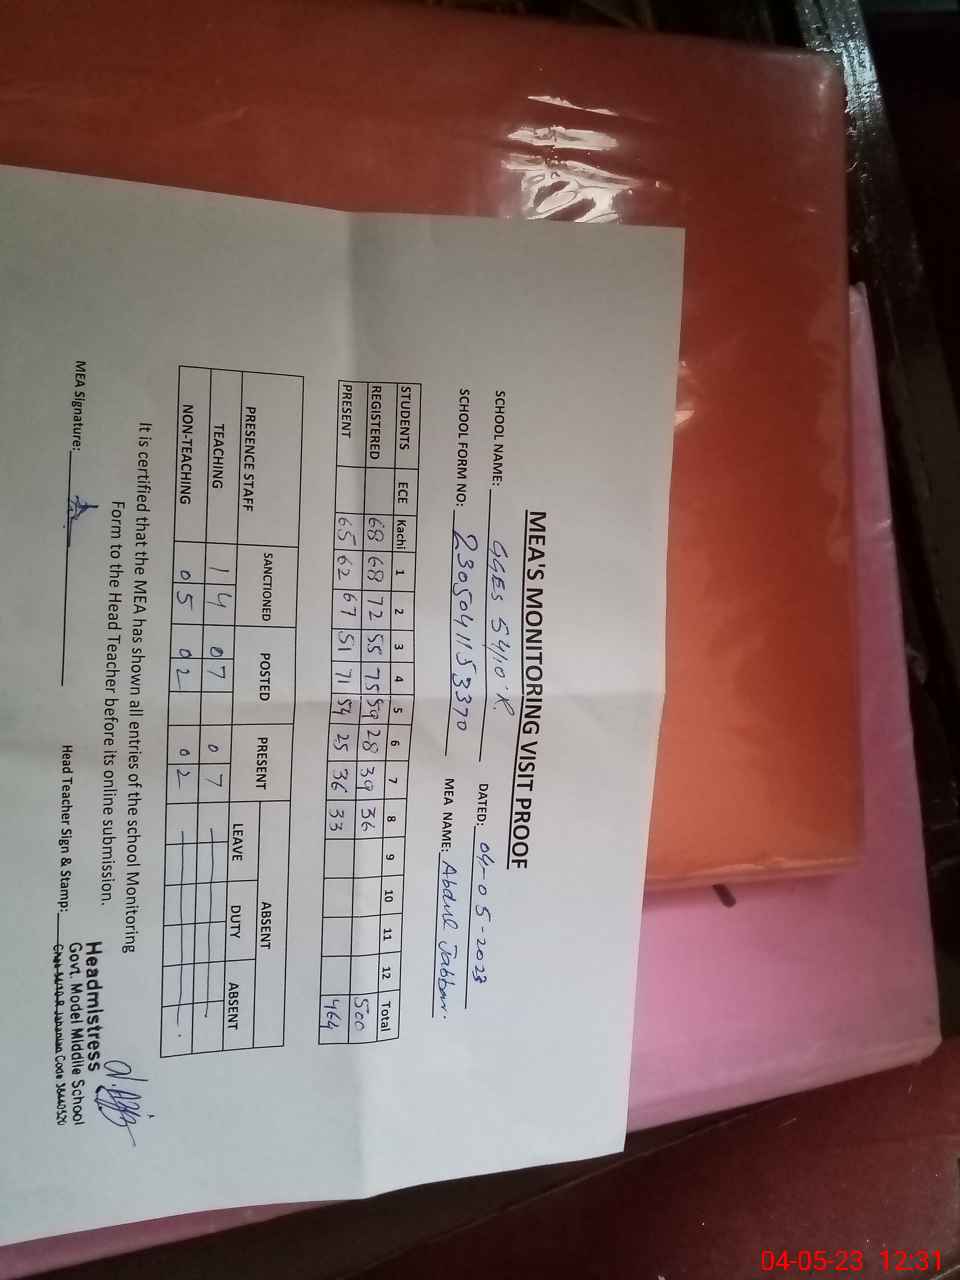 MEA'S MONITORING VISIT PROOF
SCHOOL NAME: GGES 54/10-R. DATED: 04-05-2023
SCHOOL FORM NO: 2305041153370 MEA NAME: Abdul Jabbar.
STUDENTS ECE Kachi 1 2 3 4 5 6 7 8 9 10 11 12 Total
REGISTERED 68 68 72 55 75 59 28 39 36 500
PRESENT 65 62 67 51 71 54 25 36 33 464
PRESENCE STAFF SANCTIONED POSTED PRESENT ABSENT
LEAVE DUTY ABSENT
TEACHING 14 07 07
NON-TEACHING 05 02 02
It is certified that the MEA has shown all entries of the school Monitoring
Form to the Head Teacher before its online submission.
MEA Signature: Head Teacher Sign & Stamp:
Headmistress
Govt. Model Middle School
Chak 54/10-R Jahanian Code
04-05-23 12:31